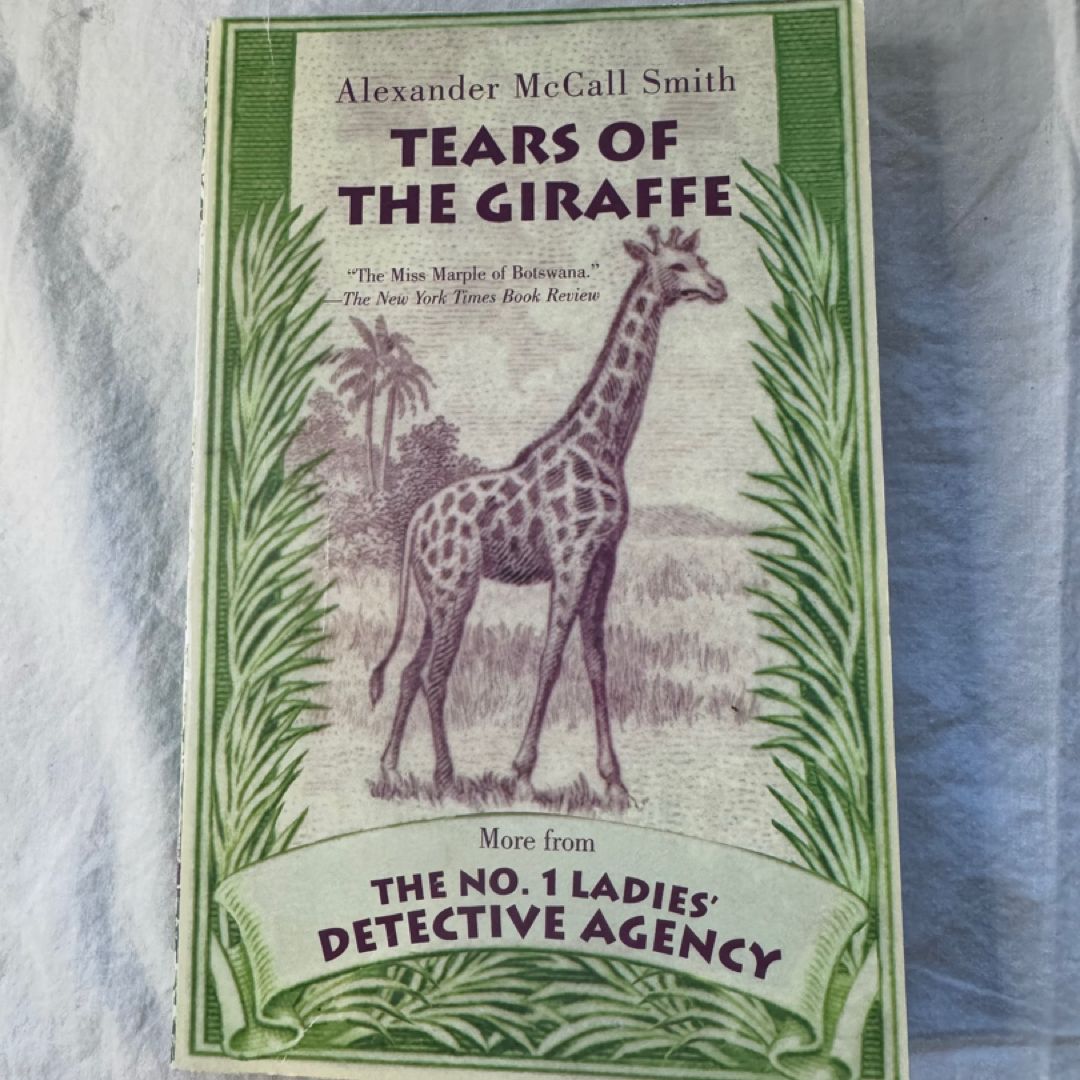 Alexander McCall Smith
TEARS OF
THE GIRAFFE
“The Miss Marple of Botswana.”
—The New York Times Book Review
More from
THE NO. 1 LADIES’
DETECTIVE AGENCY